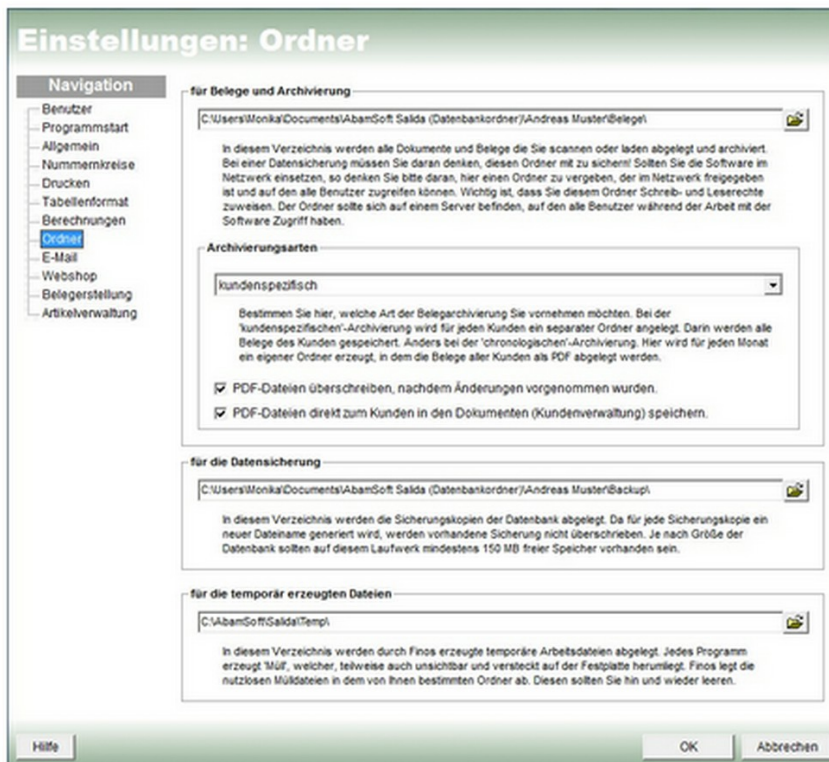 Einstellungen: Ordner
Navigation
Benutzer
Programmstart
Allgemein
Nummernkreise
Drucken
Tabellenformat
Berechnungen
Ordner
E-Mail
Webshop
Belegerstellung
Artikelverwaltung
für Belege und Archivierung
C:\Users\Monika\Documents\AbamSoft Salida (Datenbankordner)\Andreas Muster\Belege\
In diesem Verzeichnis werden alle Dokumente und Belege die Sie scannen oder laden abgelegt und archiviert.
Bei einer Datensicherung müssen Sie daran denken, diesen Ordner mit zu sichern! Sollten Sie die Software im
Netzwerk einsetzen, so denken Sie bitte daran, hier einen Ordner zu vergeben, der im Netzwerk freigegeben
ist und auf den alle Benutzer zugreifen können. Wichtig ist, dass Sie diesem Ordner Schreib- und Leserechte
zuweisen. Der Ordner sollte sich auf einem Server befinden, auf den alle Benutzer während der Arbeit mit der
Software Zugriff haben.
Archivierungsarten
kundenspezifisch
Bestimmen Sie hier, welche Art der Belegarchivierung Sie vornehmen möchten. Bei der
'kundenspezifischen'-Archivierung wird für jeden Kunden ein separater Ordner angelegt. Darin werden alle
Belege des Kunden gespeichert. Anders bei der 'chronologischen'-Archivierung. Hier wird für jeden Monat
ein eigener Ordner erzeugt, in dem die Belege aller Kunden als PDF abgelegt werden.
PDF-Dateien überschreiben, nachdem Änderungen vorgenommen wurden.
PDF-Dateien direkt zum Kunden in den Dokumenten (Kundenverwaltung) speichern.
für die Datensicherung
C:\Users\Monika\Documents\AbamSoft Salida (Datenbankordner)\Andreas Muster\Backup\
In diesem Verzeichnis werden die Sicherungskopien der Datenbank abgelegt. Da für jede Sicherungskopie ein
neuer Dateiname generiert wird, werden vorhandene Sicherung nicht überschrieben. Je nach Größe der
Datenbank sollten auf diesem Laufwerk mindestens 150 MB freier Speicher vorhanden sein.
für die temporär erzeugten Dateien
C:\AbamSoft\Salida\Temp\
In diesem Verzeichnis werden durch Finos erzeugte temporäre Arbeitsdateien abgelegt. Jedes Programm
erzeugt 'Müll', welcher, teilweise auch unsichtbar und versteckt auf der Festplatte herumliegt. Finos legt die
nutzlosen Mülldateien in dem von Ihnen bestimmten Ordner ab. Diesen sollten Sie hin und wieder leeren.
Hilfe
OK
Abbrechen